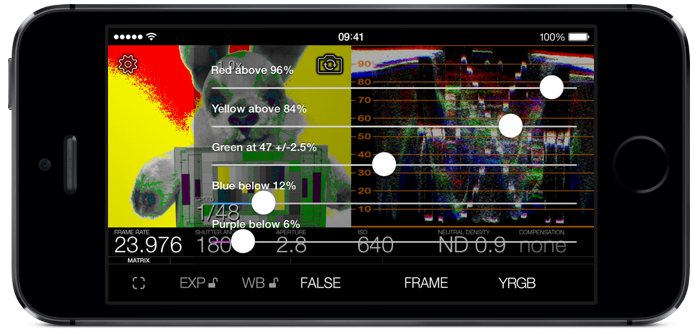 09:41
100%
1.0x
Red above 96%
Yellow above 84%
Green at 47 +/-2.5%
Blue below 12%
Purple below 6%
90
80
70
60
50
40
30
20
10
1/48
FRAME RATE
23.976
SHUTTER
180
APERTURE
2.8
ISO
640
NEUTRAL DENSITY
ND 0.9
COMPENSATION
none
MATRIX
EXP
WB
FALSE
FRAME
YRGB